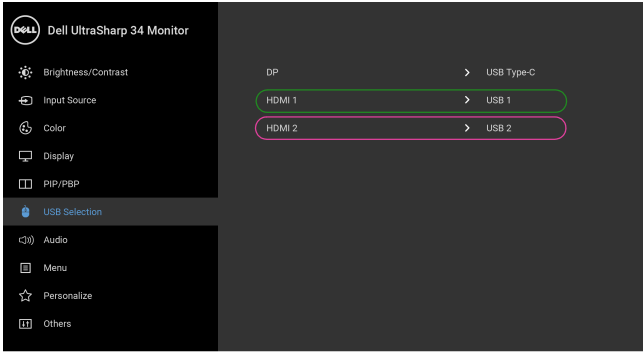 DELL
Dell UltraSharp 34 Monitor
Brightness/Contrast
Input Source
Color
Display
PIP/PBP
USB Selection
Audio
Menu
Personalize
Others
DP > USB Type-C
HDMI 1 > USB 1
HDMI 2 > USB 2